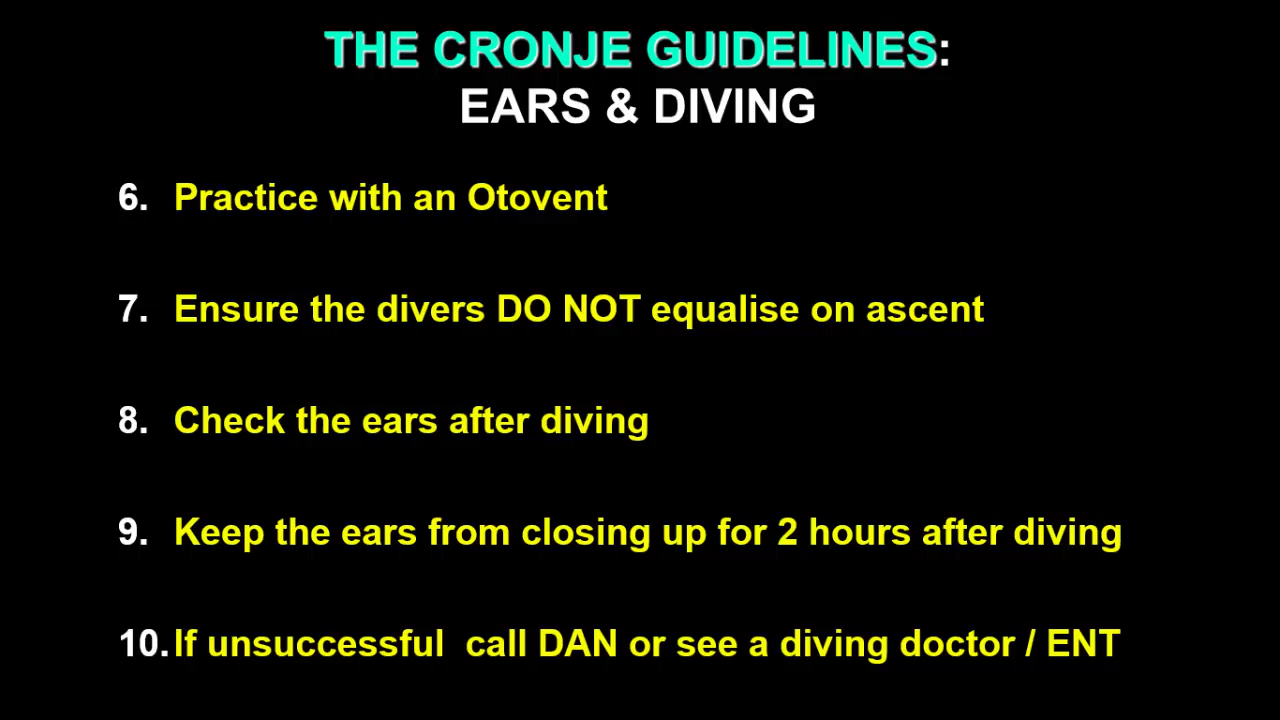 THE CRONJE GUIDELINES:
EARS & DIVING
6. Practice with an Otovent
7. Ensure the divers DO NOT equalise on ascent
8. Check the ears after diving
9. Keep the ears from closing up for 2 hours after diving
10. If unsuccessful  call DAN or see a diving doctor / ENT